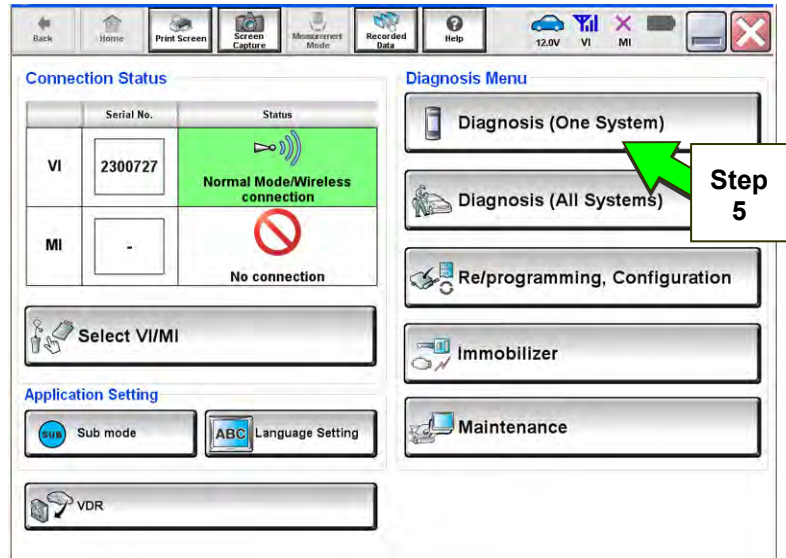 Back
Home
Print Screen
Screen
Capture
Measurement
Mode
Recorded
Data
Help
12.0V
VI
MI
Connection Status
Serial No.
Status
VI
2300727
Normal Mode/Wireless
connection
MI
-
No connection
Select VI/MI
Application Setting
SUB
Sub mode
ABC
Language Setting
VDR
Diagnosis Menu
Diagnosis (One System)
Step
5
Diagnosis (All Systems)
Re/programming, Configuration
Immobilizer
Maintenance